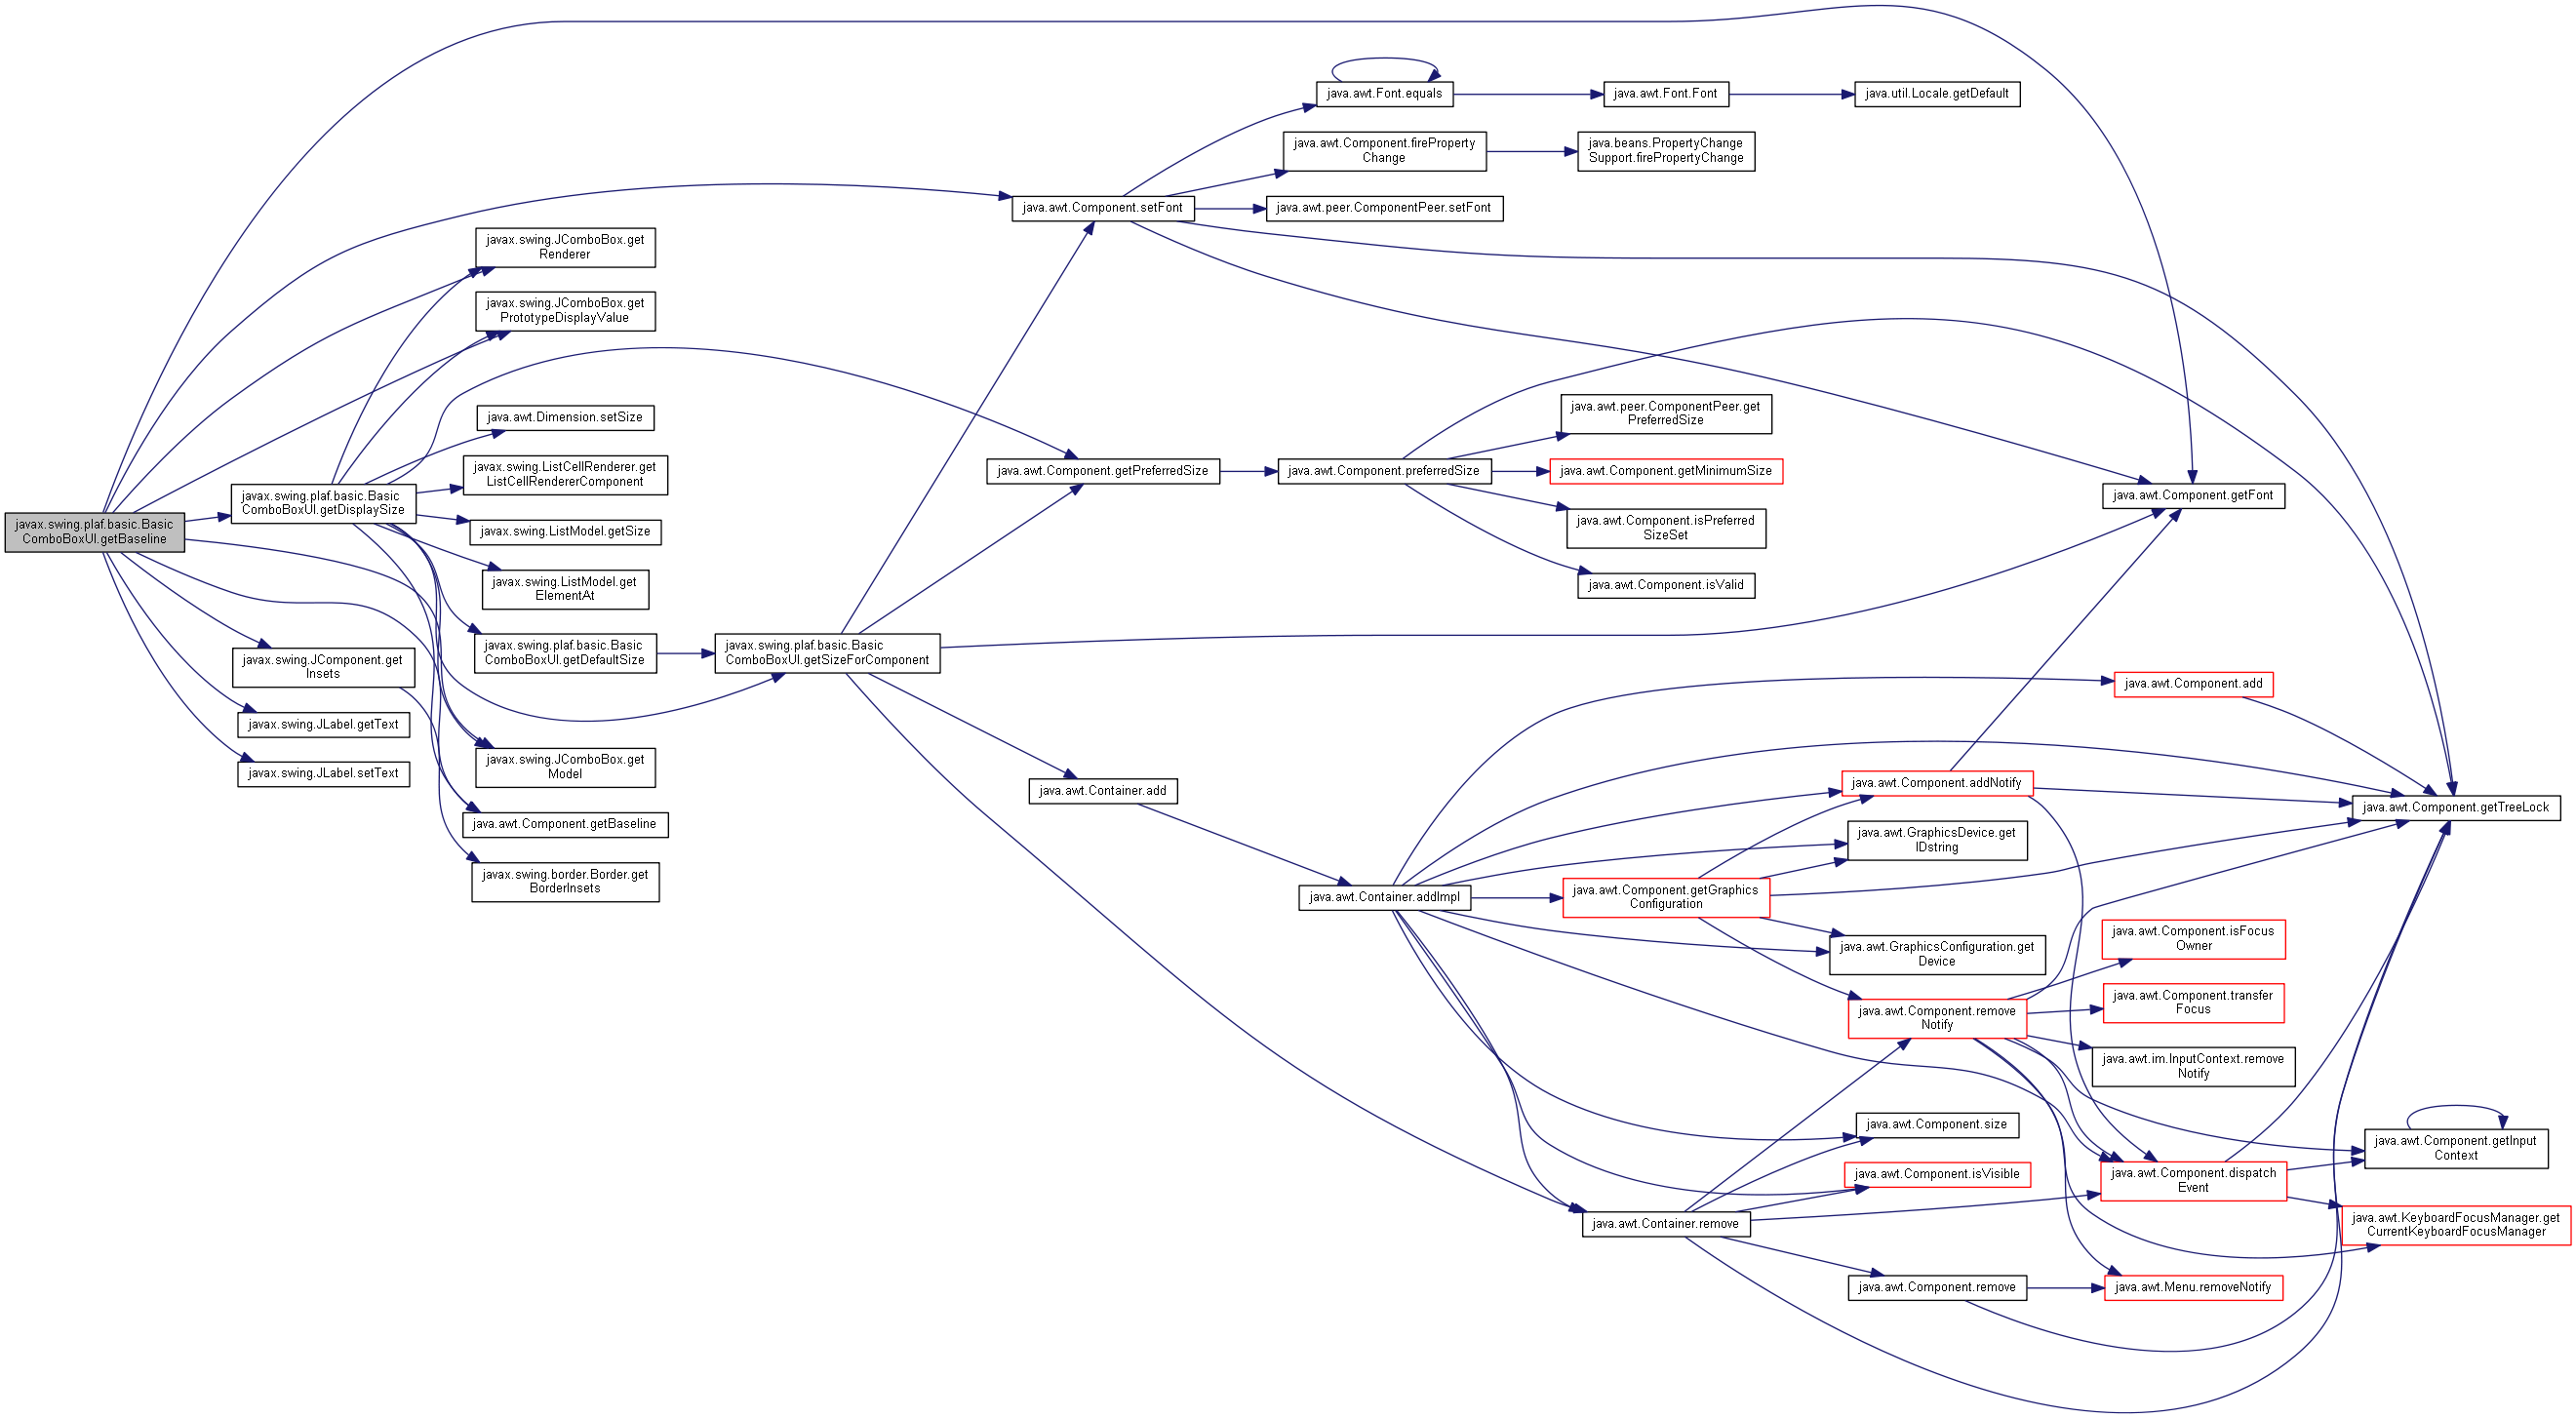 java.awt.Font.equals
java.awt.Font.Font
java.util.Locale.getDefault
java.awt.Component.fireProperty
Change
java.beans.PropertyChange
Support.firePropertyChange
java.awt.Component.setFont
java.awt.peer.ComponentPeer.setFont
javax.swing.JComboBox.get
Renderer
javax.swing.JComboBox.get
PrototypeDisplayValue
java.awt.Dimension.setSize
javax.swing.ListCellRenderer.get
ListCellRendererComponent
javax.swing.plaf.basic.Basic
ComboBoxUI.getDisplaySize
javax.swing.plaf.basic.Basic
ComboBoxUI.getBaseline
javax.swing.ListModel.getSize
javax.swing.ListModel.get
ElementAt
javax.swing.plaf.basic.Basic
ComboBoxUI.getDefaultSize
javax.swing.plaf.basic.Basic
ComboBoxUI.getSizeForComponent
javax.swing.JComponent.get
Insets
javax.swing.JLabel.getText
javax.swing.JLabel.setText
javax.swing.JComboBox.get
Model
java.awt.Component.getBaseline
javax.swing.border.Border.get
BorderInsets
java.awt.Component.getPreferredSize
java.awt.Component.preferredSize
java.awt.peer.ComponentPeer.get
PreferredSize
java.awt.Component.getMinimumSize
java.awt.Component.isPreferred
SizeSet
java.awt.Component.isValid
java.awt.Component.getFont
java.awt.Component.add
java.awt.Container.add
java.awt.Component.addNotify
java.awt.Component.getTreeLock
java.awt.GraphicsDevice.get
IDstring
java.awt.Container.addImpl
java.awt.Component.getGraphics
Configuration
java.awt.GraphicsConfiguration.get
Device
java.awt.Component.isFocus
Owner
java.awt.Component.transfer
Focus
java.awt.Component.remove
Notify
java.awt.im.InputContext.remove
Notify
java.awt.Component.size
java.awt.Component.getInput
Context
java.awt.Component.isVisible
java.awt.Component.dispatch
Event
java.awt.Container.remove
java.awt.KeyboardFocusManager.get
CurrentKeyboardFocusManager
java.awt.Component.remove
java.awt.Menu.removeNotify